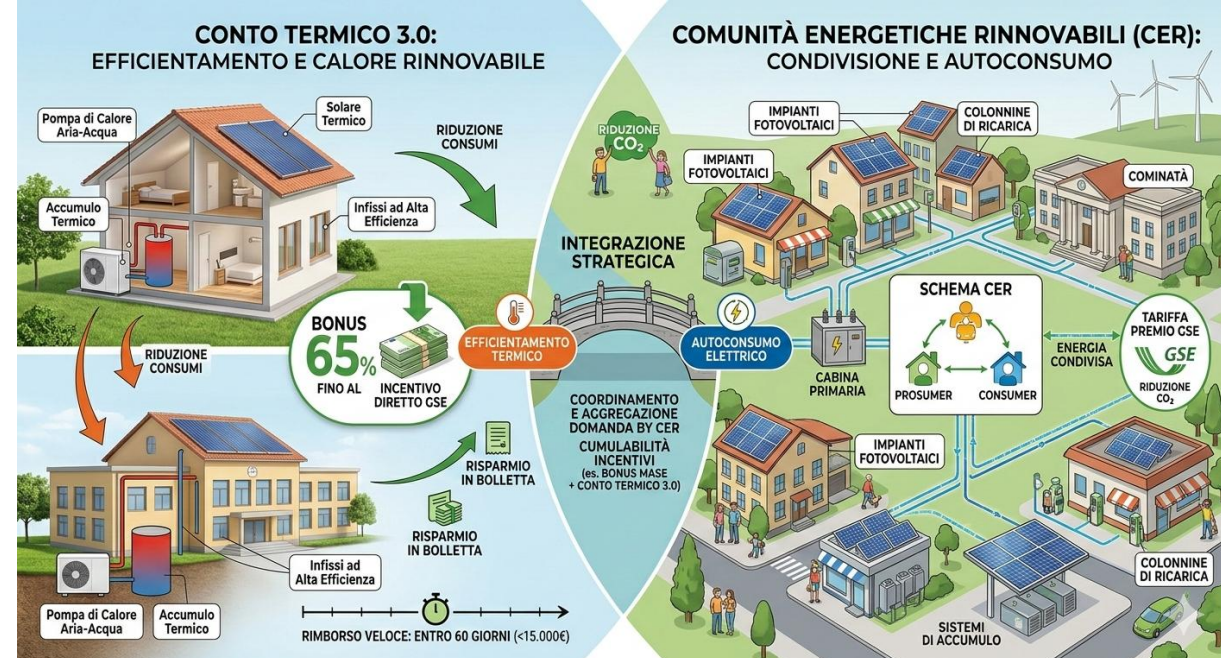 CONTO TERMICO 3.0:
EFFICIENTAMENTO E CALORE RINNOVABILE
Pompa di Calore
Aria-Acqua
Solare
Termico
RIDUZIONE
CONSUMI
Accumulo
Termico
Infissi ad Alta
Efficienza
BONUS
65%
FINO AL
INCENTIVO
DIRETTO GSE
RIDUZIONE
CONSUMI
RISPARMIO
IN BOLLETTA
RISPARMIO
IN BOLLETTA
Infissi ad
Alta Efficienza
Pompa di Calore
Aria-Acqua
Accumulo
Termico
RIMBORSO VELOCE: ENTRO 60 GIORNI (<15.000€)
RIDUZIONE
CO₂
INTEGRAZIONE
STRATEGICA
EFFICIENTAMENTO
TERMICO
AUTOCONSUMO
ELETTRICO
COORDINAMENTO
E AGGREGAZIONE
DOMANDA BY CER
CUMULABILITÀ
INCENTIVI
(es. BONUS MASE
+ CONTO TERMICO 3.0)
COMUNITÀ ENERGETICHE RINNOVABILI (CER):
CONDIVISIONE E AUTOCONSUMO
IMPIANTI
FOTOVOLTAICI
COLONNINE
DI RICARICA
IMPIANTI
FOTOVOLTAICI
COMINATÀ
SCHEMA CER
PROSUMER
CONSUMER
CABINA
PRIMARIA
ENERGIA
CONDIVISA
TARIFFA
PREMIO GSE
GSE
RIDUZIONE
CO₂
IMPIANTI
FOTOVOLTAICI
COLONNINE
DI RICARICA
SISTEMI
DI ACCUMULO